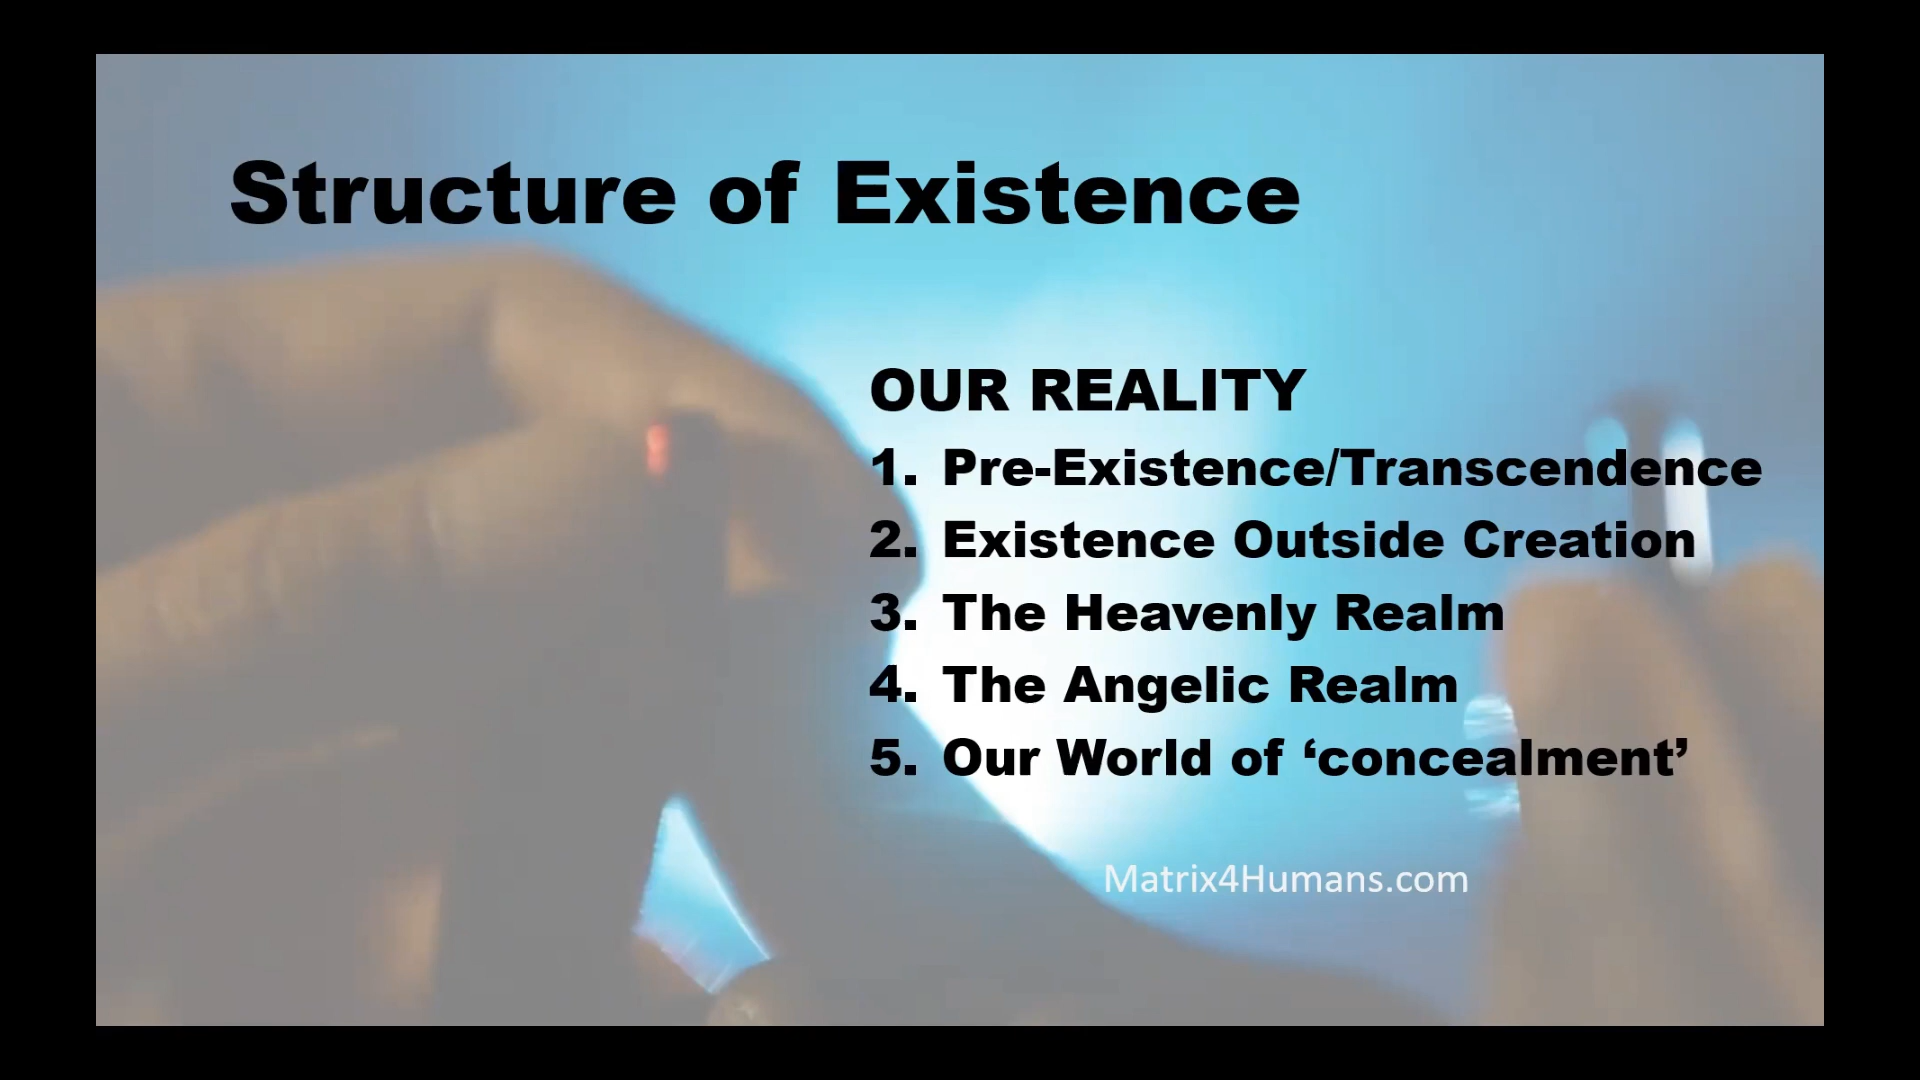 Structure of Existence
OUR REALITY
1. Pre-Existence/Transcendence
2. Existence Outside Creation
3. The Heavenly Realm
4. The Angelic Realm
5. Our World of ‘concealment’
Matrix4Humans.com